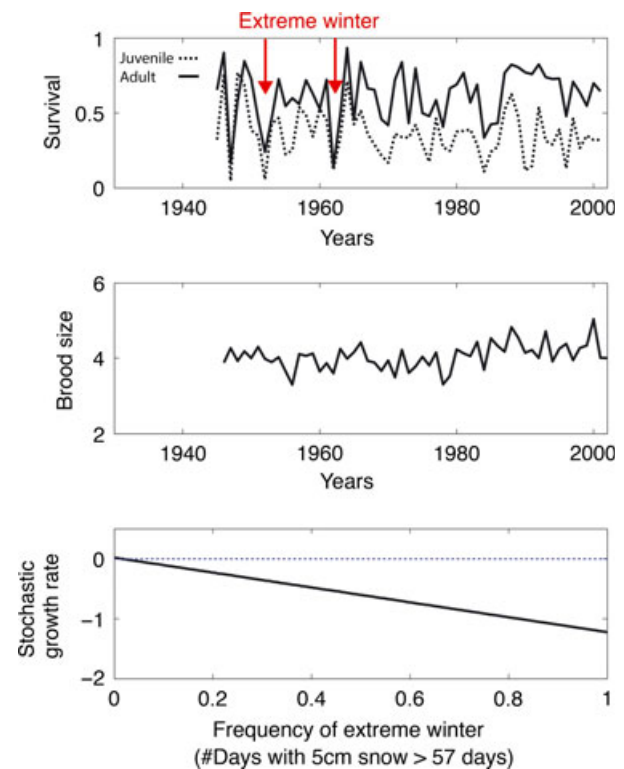 Extreme winter
1
Juvenile
Adult
0.5
0
Survival
1940 1960 1980 2000
Years
6
4
2
Brood size
1940 1960 1980 2000
Years
0
−1
−2
Stochastic
growth rate
0 0.2 0.4 0.6 0.8 1
Frequency of extreme winter
(#Days with 5cm snow > 57 days)